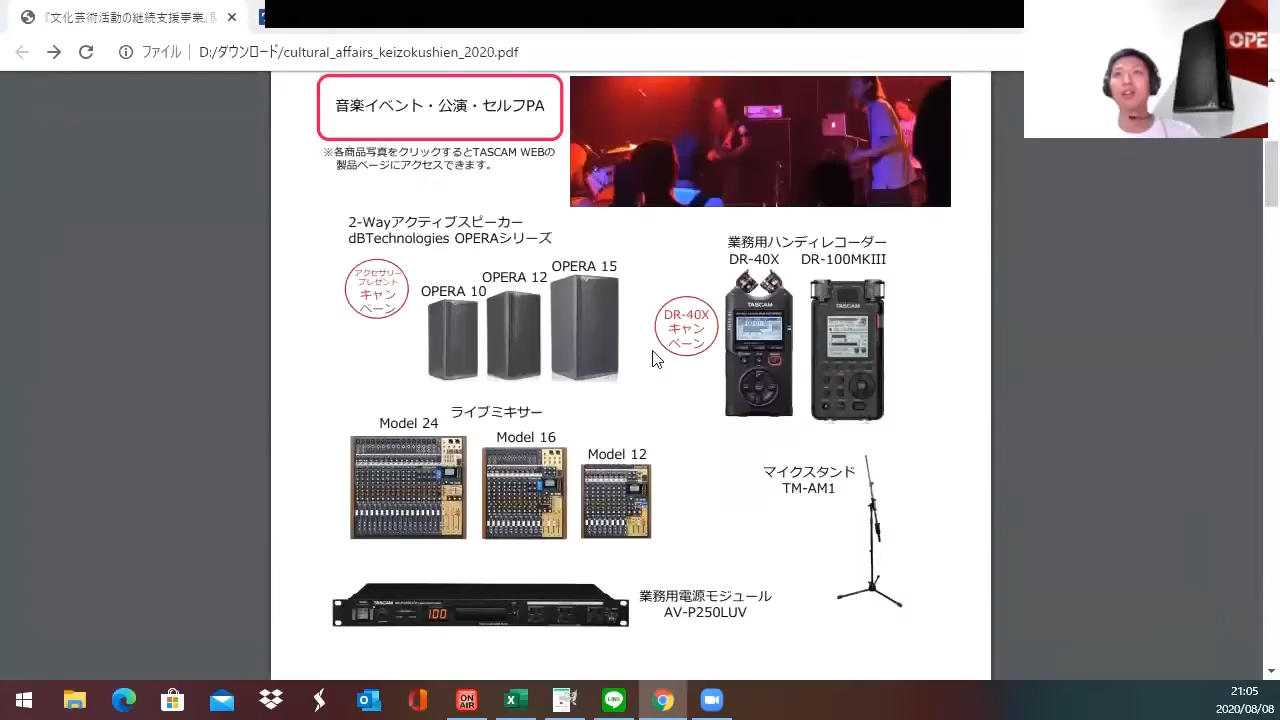 『文化芸術活動の継続支援事業』
ファイル
D:/ダウンロード/cultural_affairs_keizokushien_2020.pdf
OPE
音楽イベント・公演・セルフPA
※各商品写真をクリックするとTASCAM WEBの
製品ページにアクセスできます。
2-Wayアクティブスピーカー
dBTechnologies OPERAシリーズ
アクセサリー
プレゼント
キャン
ペーン
OPERA 10
OPERA 12
OPERA 15
業務用ハンディレコーダー
DR-40X
DR-100MKIII
DR-40X
キャン
ペーン
TASCAM
TASCAM
ライブミキサー
Model 24
Model 16
Model 12
マイクスタンド
TM-AM1
TASCAM
100
業務用電源モジュール
AV-P250LUV
ON
AIR
LINE
21:05
2020/08/08